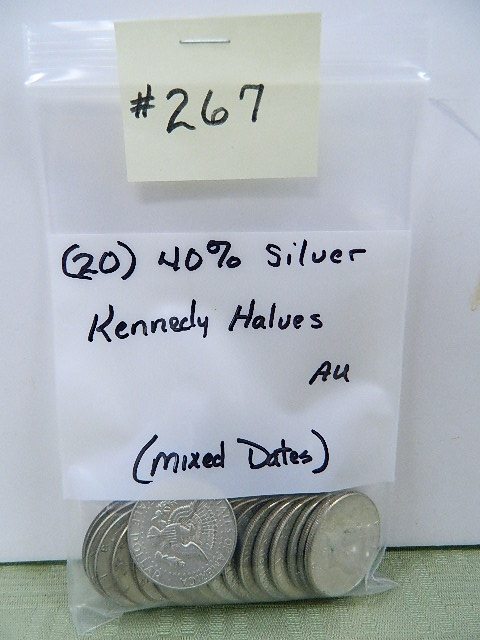 #267
(20) 40% Silver
Kennedy Halves
AU
(Mixed Dates)